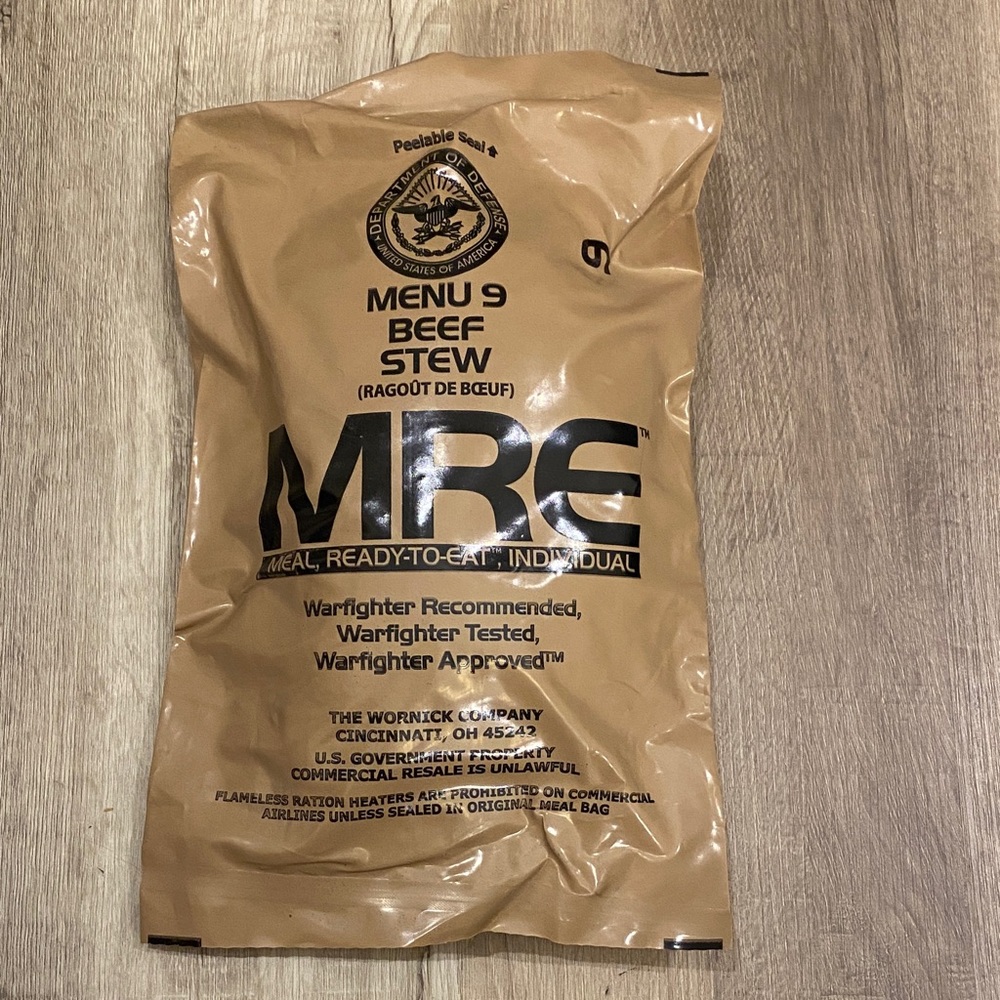 Peelable Seal ↑
DEPARTMENT OF DEFENSE
UNITED STATES OF AMERICA
9
MENU 9
BEEF
STEW
(RAGOÛT DE BŒUF)
MRE™
MEAL, READY-TO-EAT™, INDIVIDUAL
Warfighter Recommended,
Warfighter Tested,
Warfighter Approved™
THE WORNICK COMPANY
CINCINNATI, OH 45242
U.S. GOVERNMENT PROPERTY
COMMERCIAL RESALE IS UNLAWFUL
FLAMELESS RATION HEATERS ARE PROHIBITED ON COMMERCIAL
AIRLINES UNLESS SEALED IN ORIGINAL MEAL BAG